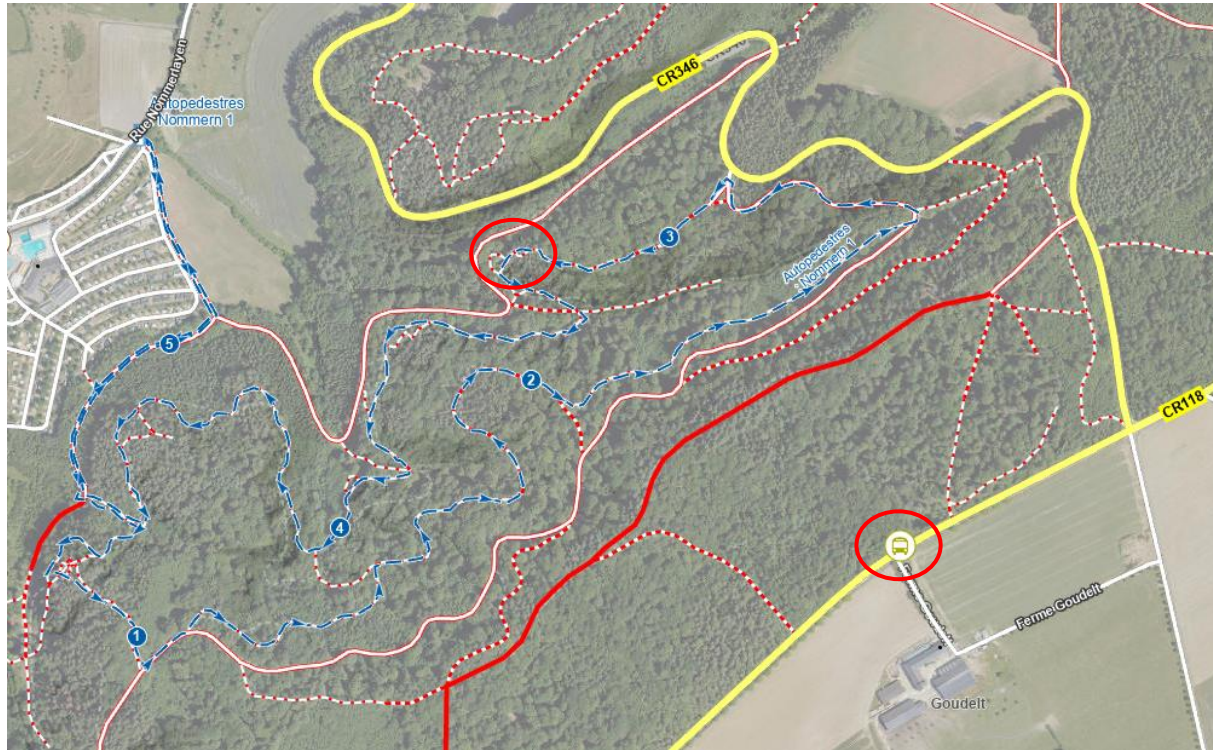 CR346
Rue Nommerlayen
Autopedestres
Nommern 1
3
Autopedestres
Nommern 1
5
2
CR118
4
Ferme Goudelt
1
Goudelt